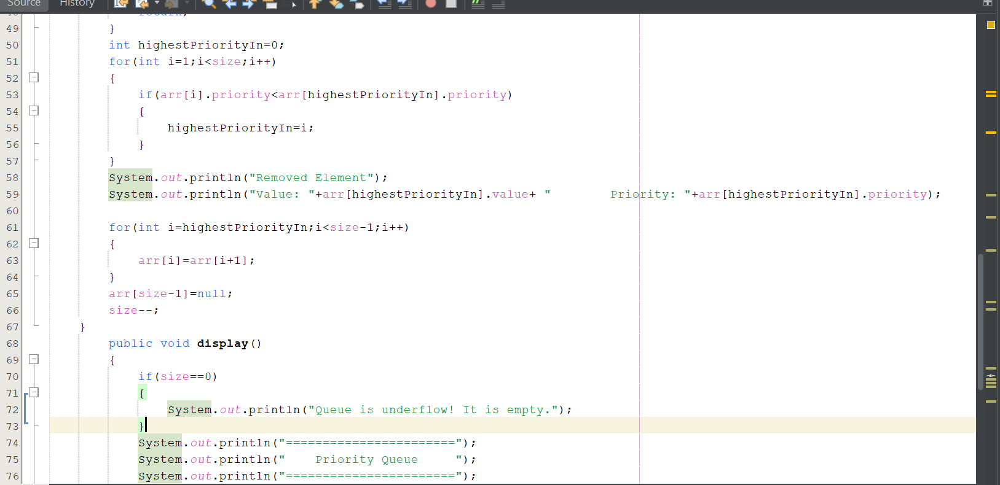 Source History
49 }
50 int highestPriorityIn=0;
51 for(int i=1;i<size;i++)
52 {
53 if(arr[i].priority<arr[highestPriorityIn].priority)
54 {
55 highestPriorityIn=i;
56 }
57 }
58 System.out.println("Removed Element");
59 System.out.println("Value: "+arr[highestPriorityIn].value+ "        Priority: "+arr[highestPriorityIn].priority);
60
61 for(int i=highestPriorityIn;i<size-1;i++)
62 {
63 arr[i]=arr[i+1];
64 }
65 arr[size-1]=null;
66 size--;
67 }
68 public void display()
69 {
70 if(size==0)
71 {
72 System.out.println("Queue is underflow! It is empty.");
73 }
74 System.out.println("=======================");
75 System.out.println("    Priority Queue     ");
76 System.out.println("=======================");